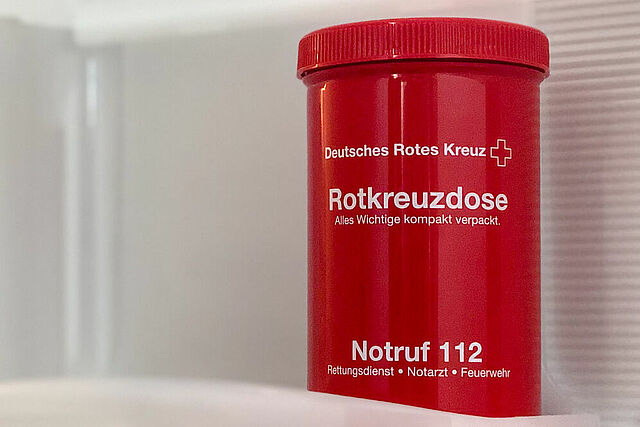 Deutsches Rotes Kreuz
Rotkreuzdose
Alles Wichtige kompakt verpackt.
Notruf 112
Rettungsdienst • Notarzt • Feuerwehr